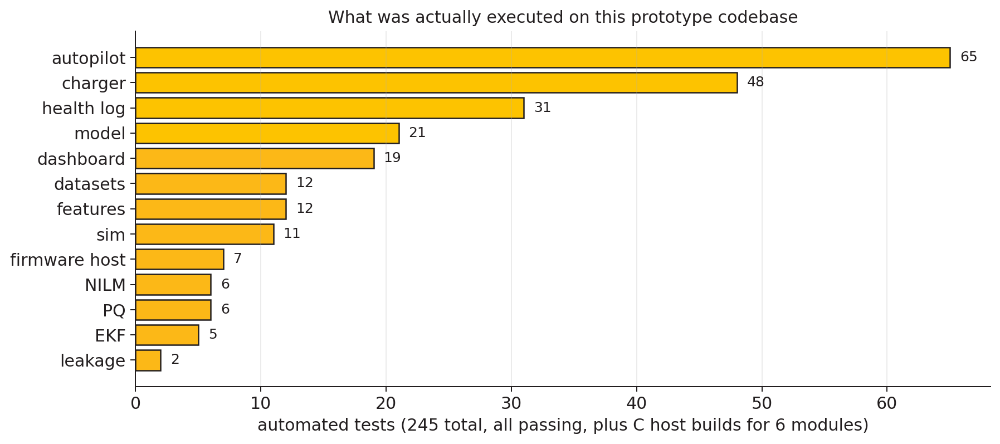 What was actually executed on this prototype codebase
autopilot 65
charger 48
health log 31
model 21
dashboard 19
datasets 12
features 12
sim 11
firmware host 7
NILM 6
PQ 6
EKF 5
leakage 2
0 10 20 30 40 50 60
automated tests (245 total, all passing, plus C host builds for 6 modules)